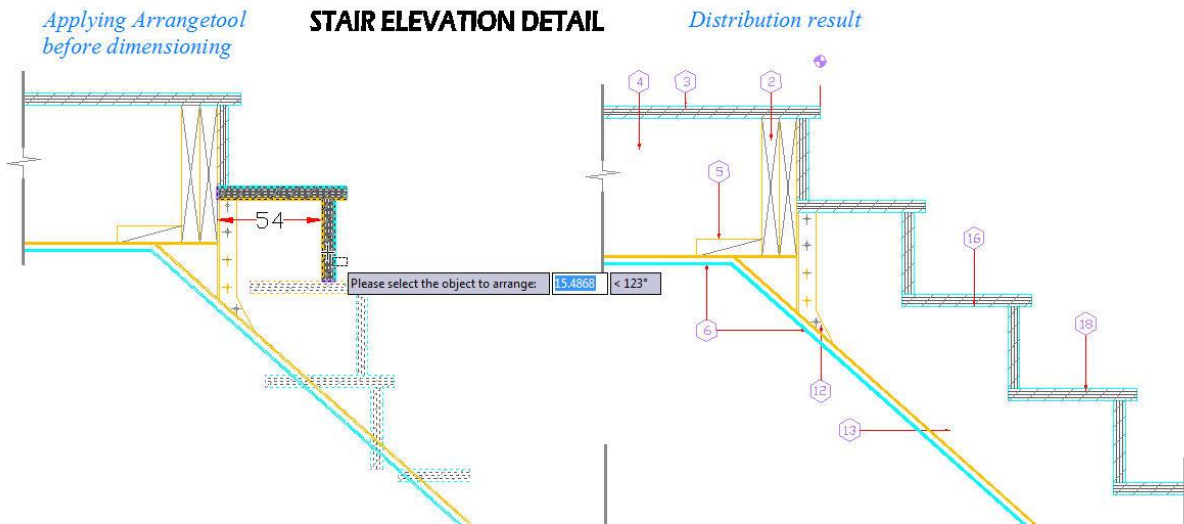 Applying Arrangetool
before dimensioning
STAIR ELEVATION DETAIL
Distribution result
4
3
2
5
54
16
Please select the object to arrange: 15.4868 < 123°
6
18
12
13